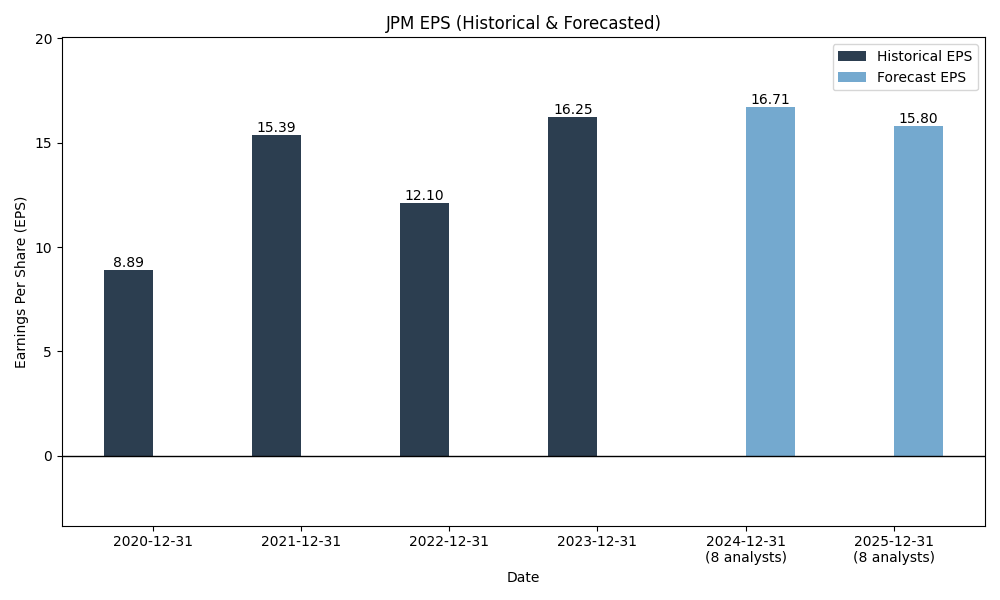 JPM EPS (Historical & Forecasted)
Historical EPS
Forecast EPS
Earnings Per Share (EPS)
20
15
10
5
0
8.89
15.39
12.10
16.25
16.71
15.80
2020-12-31
2021-12-31
2022-12-31
2023-12-31
2024-12-31
(8 analysts)
2025-12-31
(8 analysts)
Date